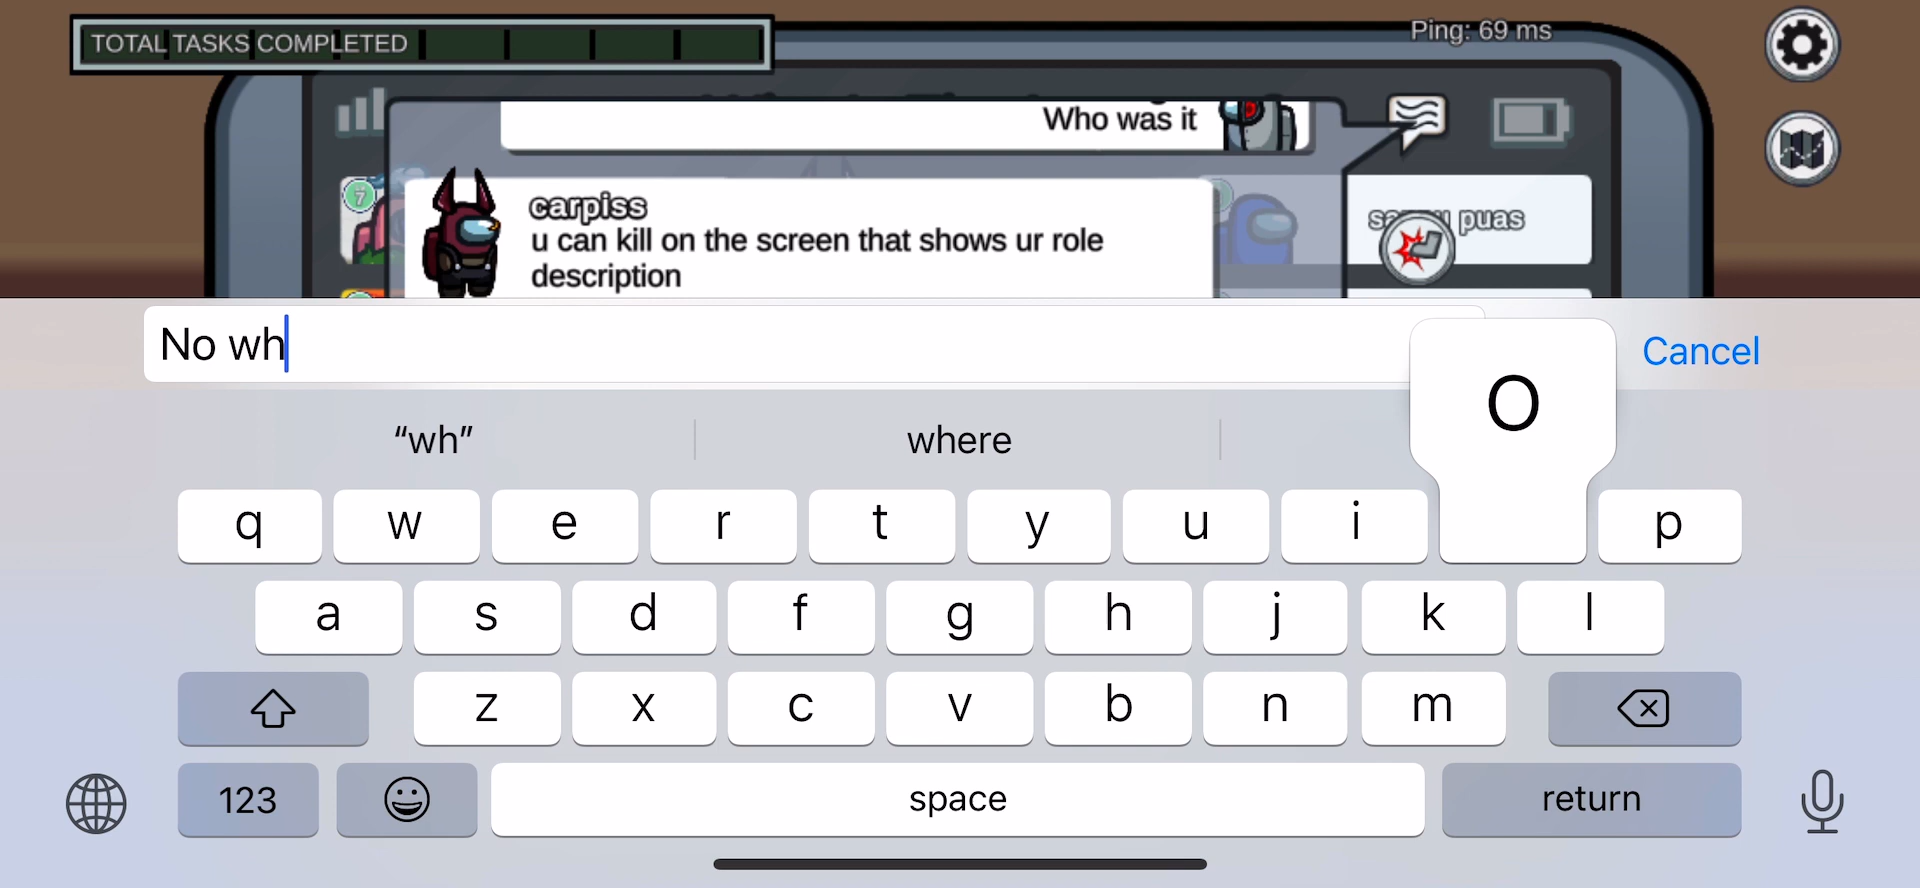 TOTAL TASKS COMPLETED
Ping: 69 ms
Who was it
7
carpiss
u can kill on the screen that shows ur role
description
puas
No wh
Cancel
O
“wh”
where
q w e r t y u i p
a s d f g h j k l
z x c v b n m
123
space
return